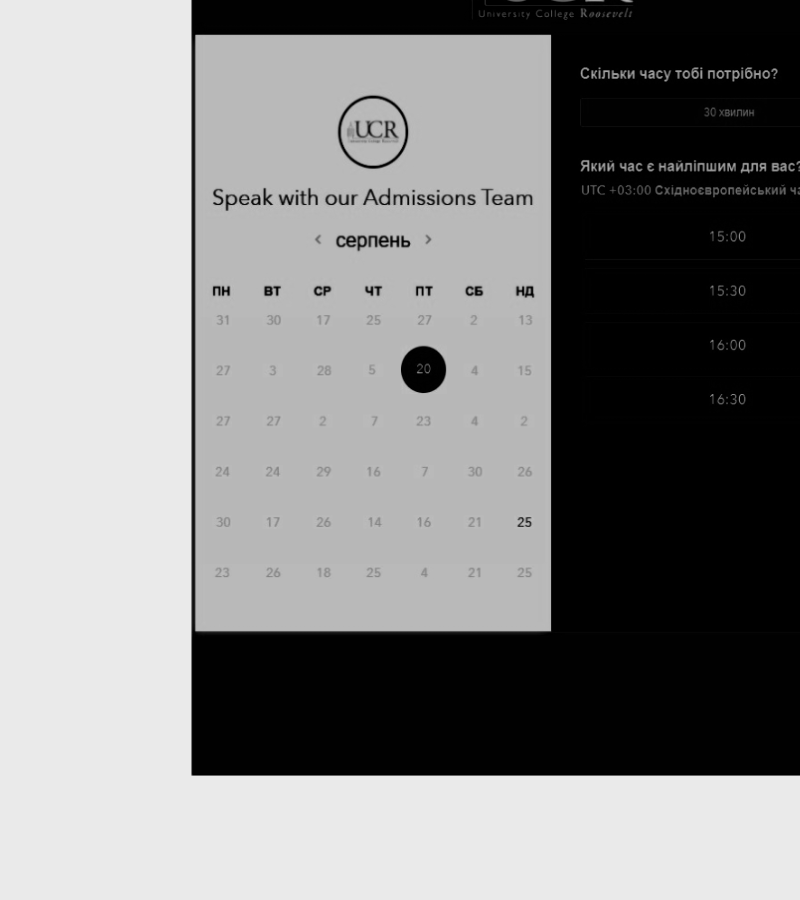 University College Roosevelt
UCR
Speak with our Admissions Team
‹ серпень ›
ПН ВТ СР ЧТ ПТ СБ НД
31 30 17 25 27 2 13
27 3 28 5 20 4 15
27 27 2 7 23 4 2
24 24 29 16 7 30 26
30 17 26 14 16 21 25
23 26 18 25 4 21 25
Скільки часу тобі потрібно?
30 хвилин
Який час є найліпшим для вас?
UTC +03:00 Східноєвропейський
15:00
15:30
16:00
16:30